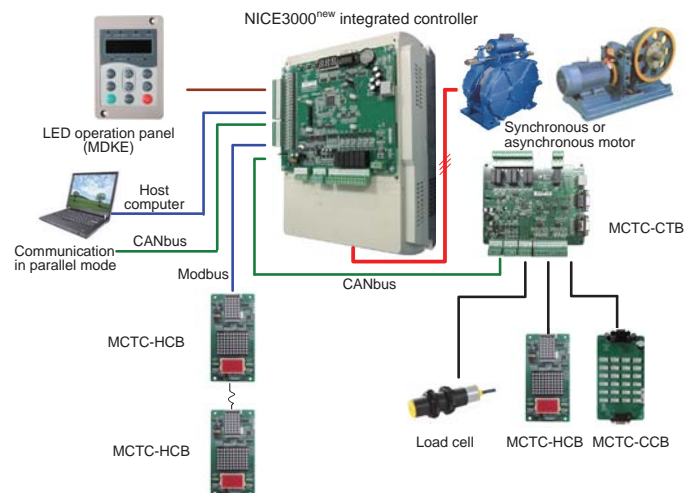 NICE3000new integrated controller
LED operation panel
(MDKE)
Synchronous or
asynchronous motor
Host
computer
MCTC-CTB
CANbus
Communication
in parallel mode
Modbus
CANbus
MCTC-HCB
MCTC-HCB
Load cell
MCTC-HCB
MCTC-CCB